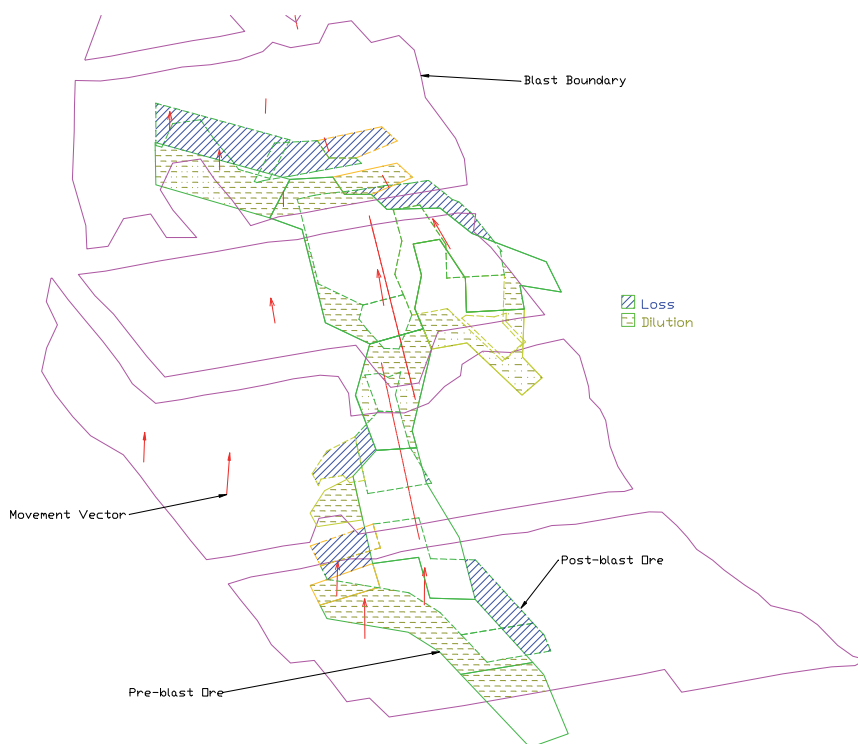 Blast Boundary
Loss
Dilution
Movement Vector
Post-blast Ore
Pre-blast Ore